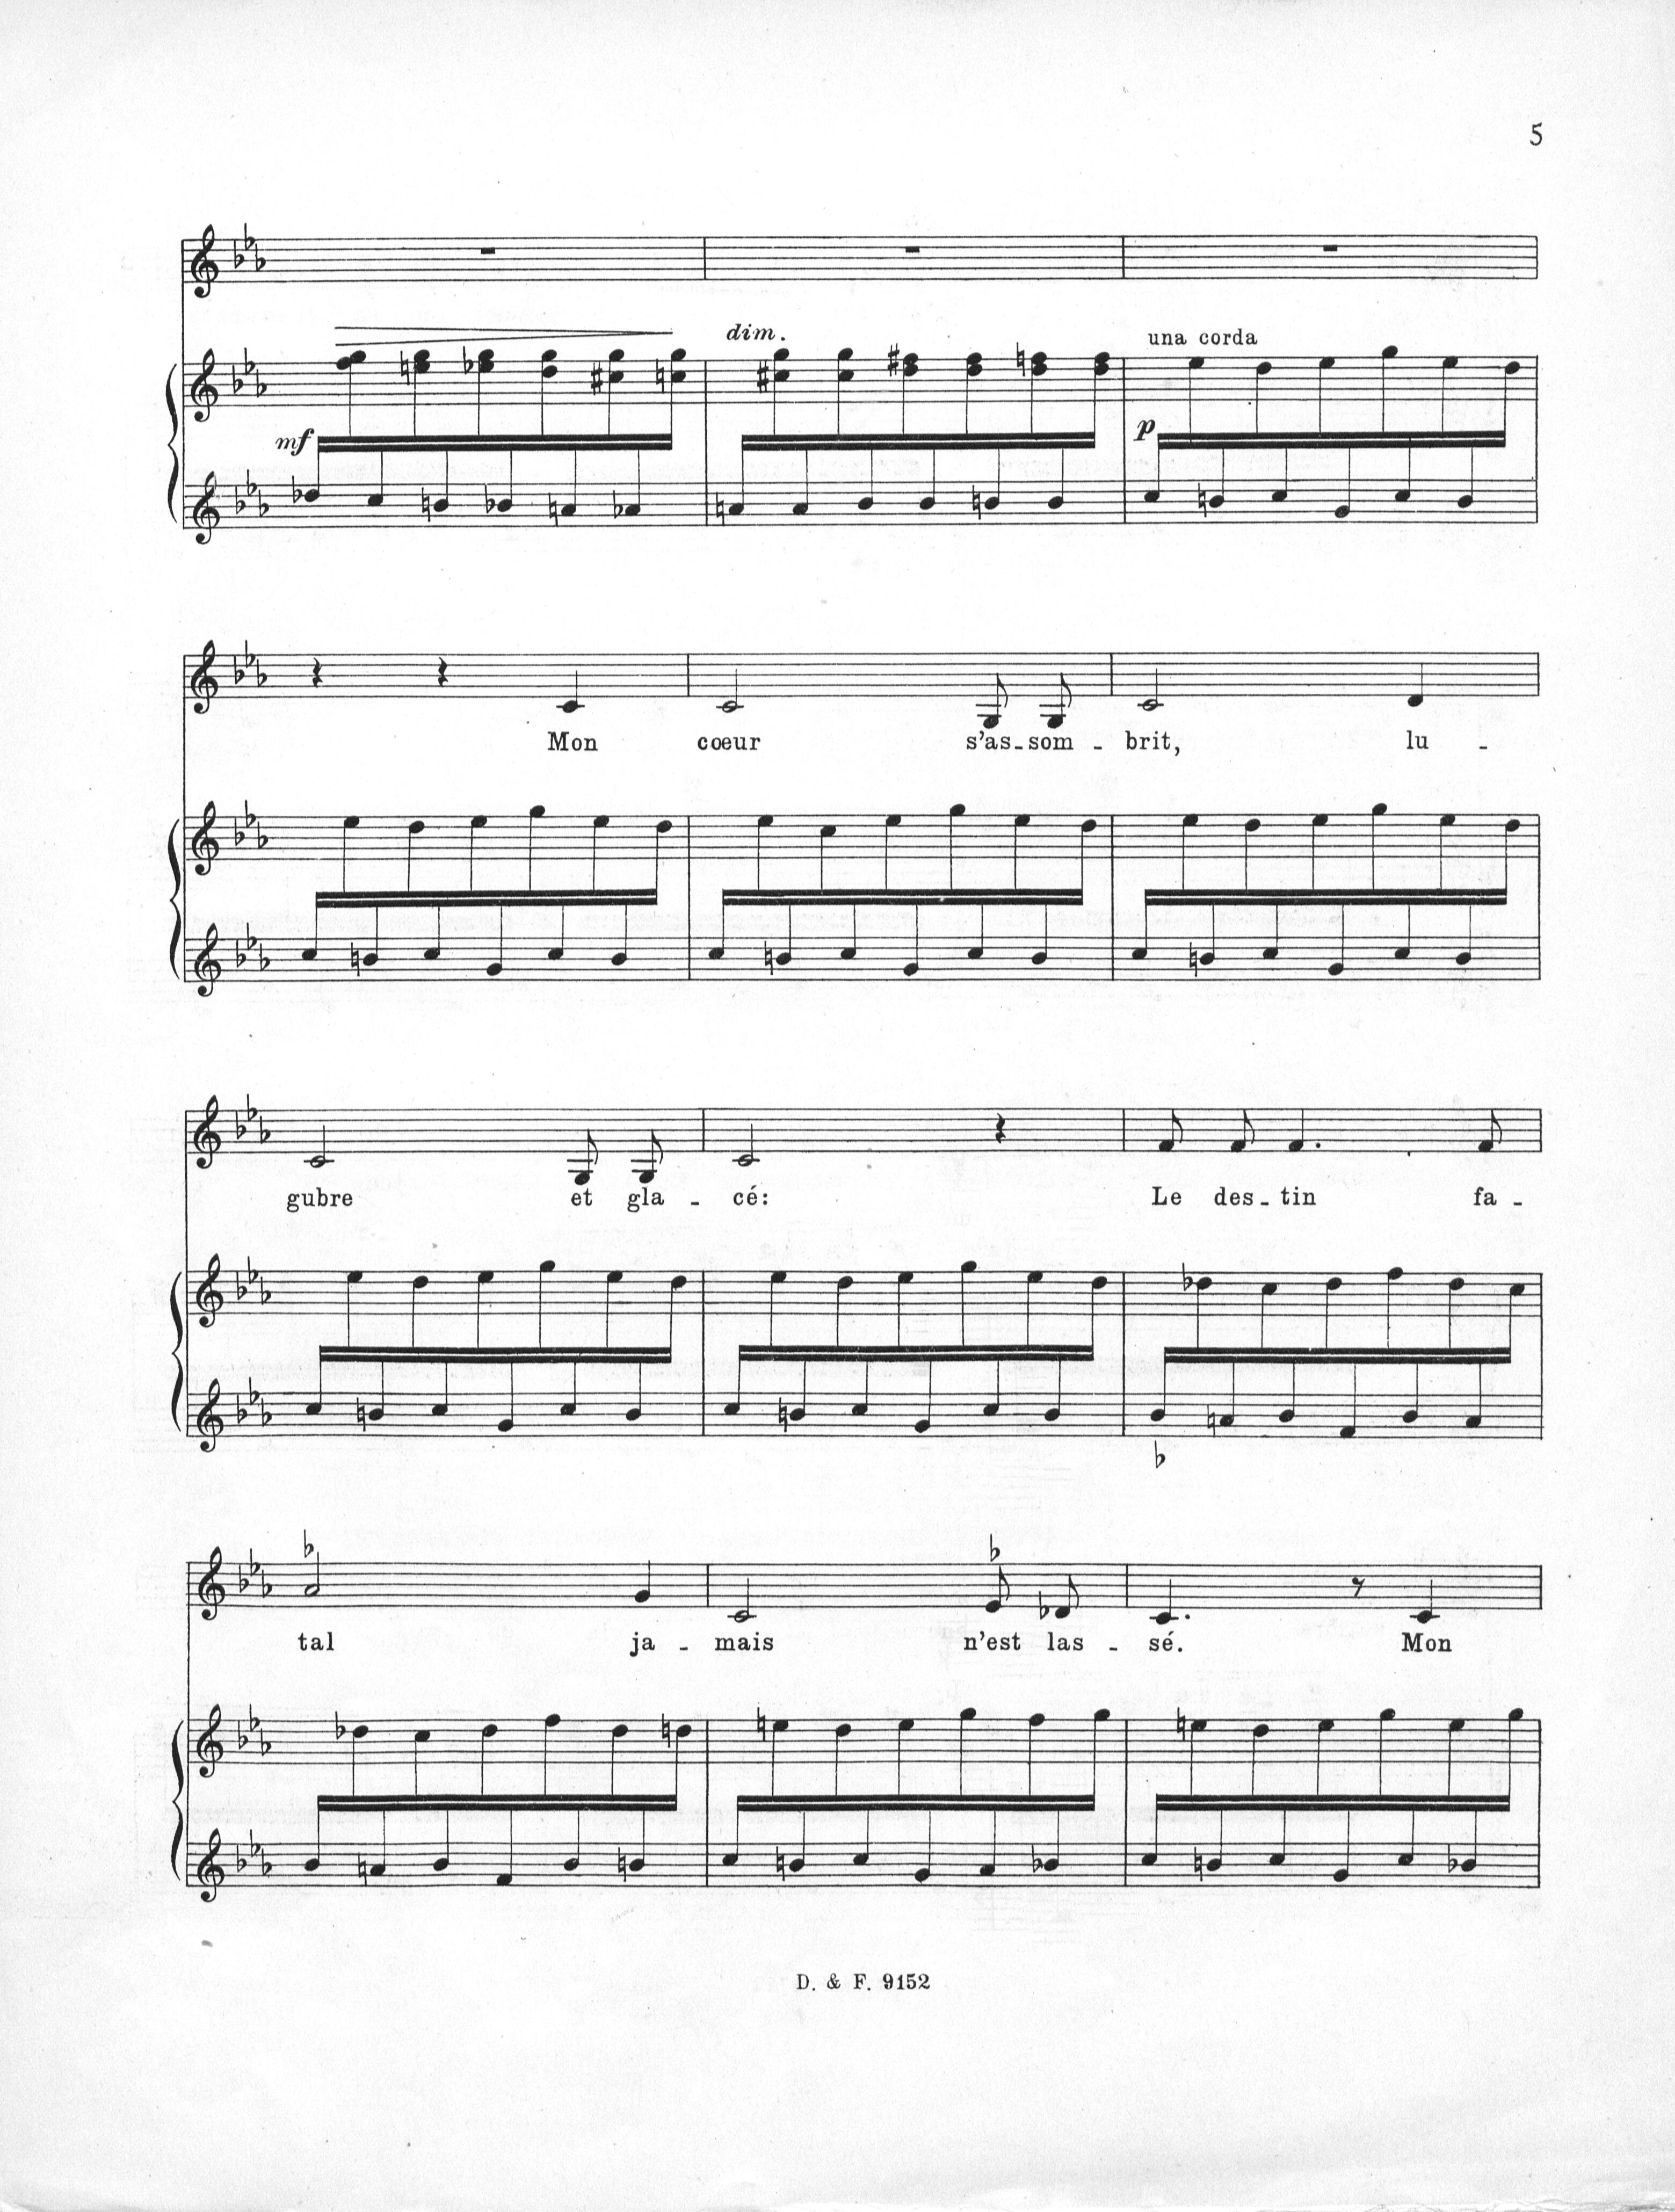 5
dim.
una corda
mf
p
Mon cœur s'as-som-brit, lu-
gubre et gla-cé: Le des-tin fa-
tal ja-mais n'est las-sé. Mon
D. & F. 9152